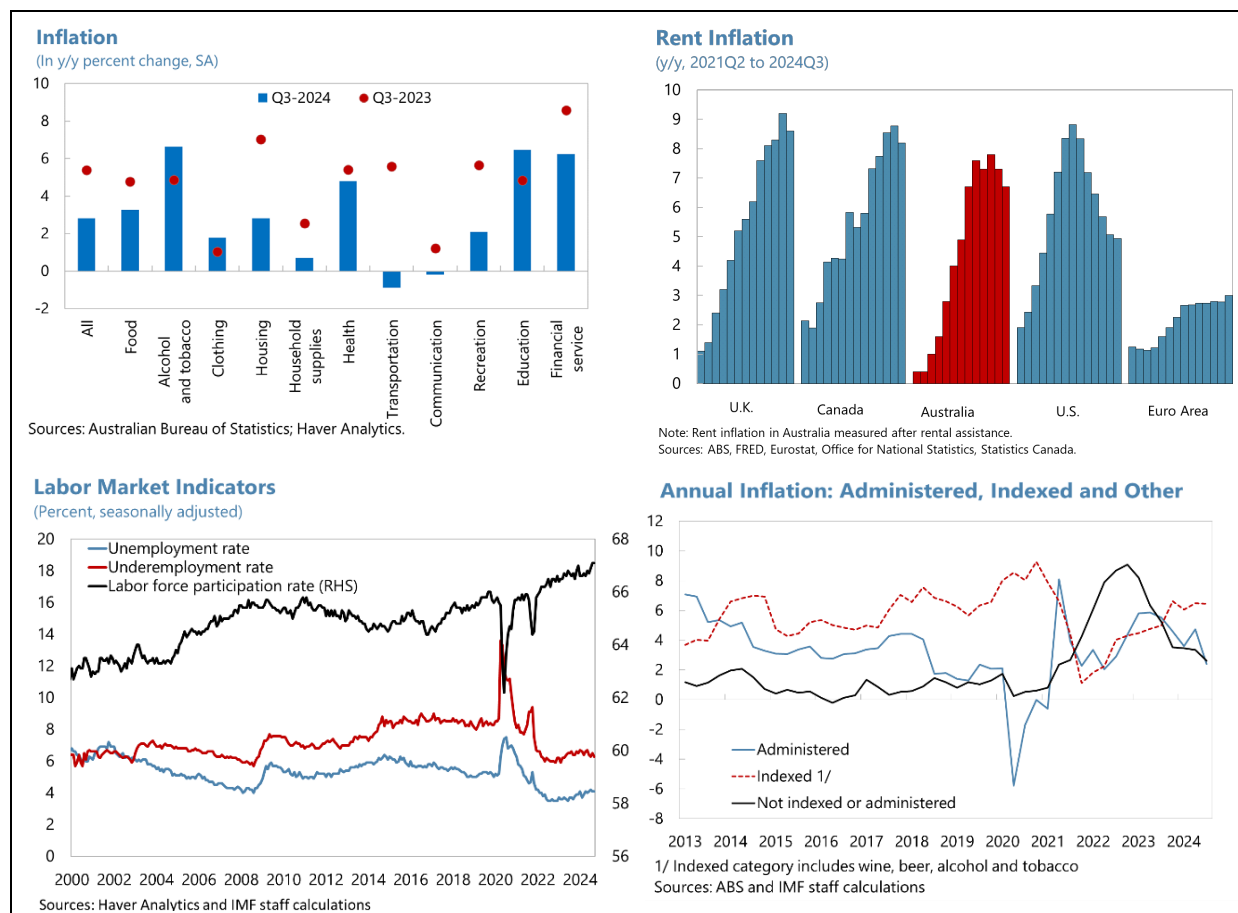 Inflation
(In y/y percent change, SA)
10
8
6
4
2
0
-2
Q3-2024
Q3-2023
All
Food
Alcohol
and tobacco
Clothing
Housing
Household
supplies
Health
Transportation
Communication
Recreation
Education
Financial
service
Sources: Australian Bureau of Statistics; Haver Analytics.
Rent Inflation
(y/y, 2021Q2 to 2024Q3)
10
9
8
7
6
5
4
3
2
1
0
U.K.
Canada
Australia
U.S.
Euro Area
Note: Rent inflation in Australia measured after rental assistance.
Sources: ABS, FRED, Eurostat, Office for National Statistics, Statistics Canada.
Labor Market Indicators
(Percent, seasonally adjusted)
20
18
16
14
12
10
8
6
4
2
0
Unemployment rate
Underemployment rate
Labor force participation rate (RHS)
68
66
64
62
60
58
56
2000 2002 2004 2006 2008 2010 2012 2014 2016 2018 2020 2022 2024
Sources: Haver Analytics and IMF staff calculations
Annual Inflation: Administered, Indexed and Other
12
10
8
6
4
2
0
-2
-4
-6
-8
Administered
Indexed 1/
Not indexed or administered
2013 2014 2015 2016 2017 2018 2019 2020 2021 2022 2023 2024
1/ Indexed category includes wine, beer, alcohol and tobacco
Sources: ABS and IMF staff calculations